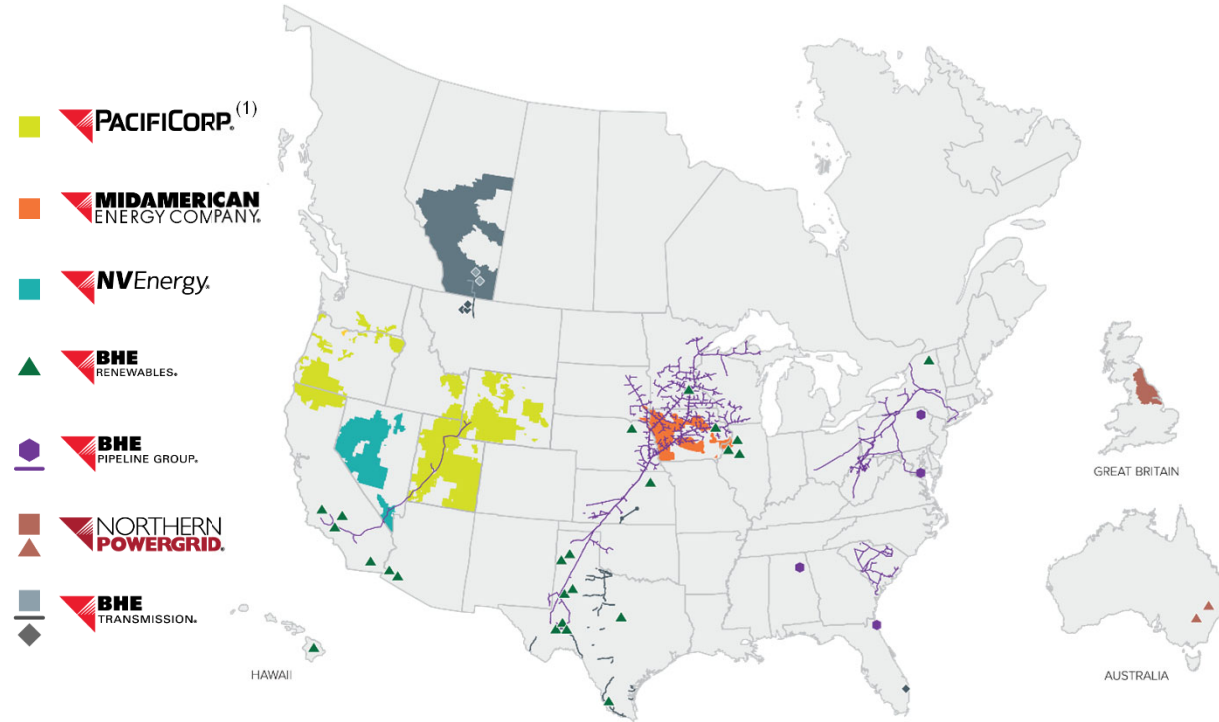 PACIFICORP® (1)
MIDAMERICAN
ENERGY COMPANY®
NVEnergy®
BHE
RENEWABLES®
BHE
PIPELINE GROUP®
NORTHERN
POWERGRID®
BHE
TRANSMISSION®
HAWAII
GREAT BRITAIN
AUSTRALIA